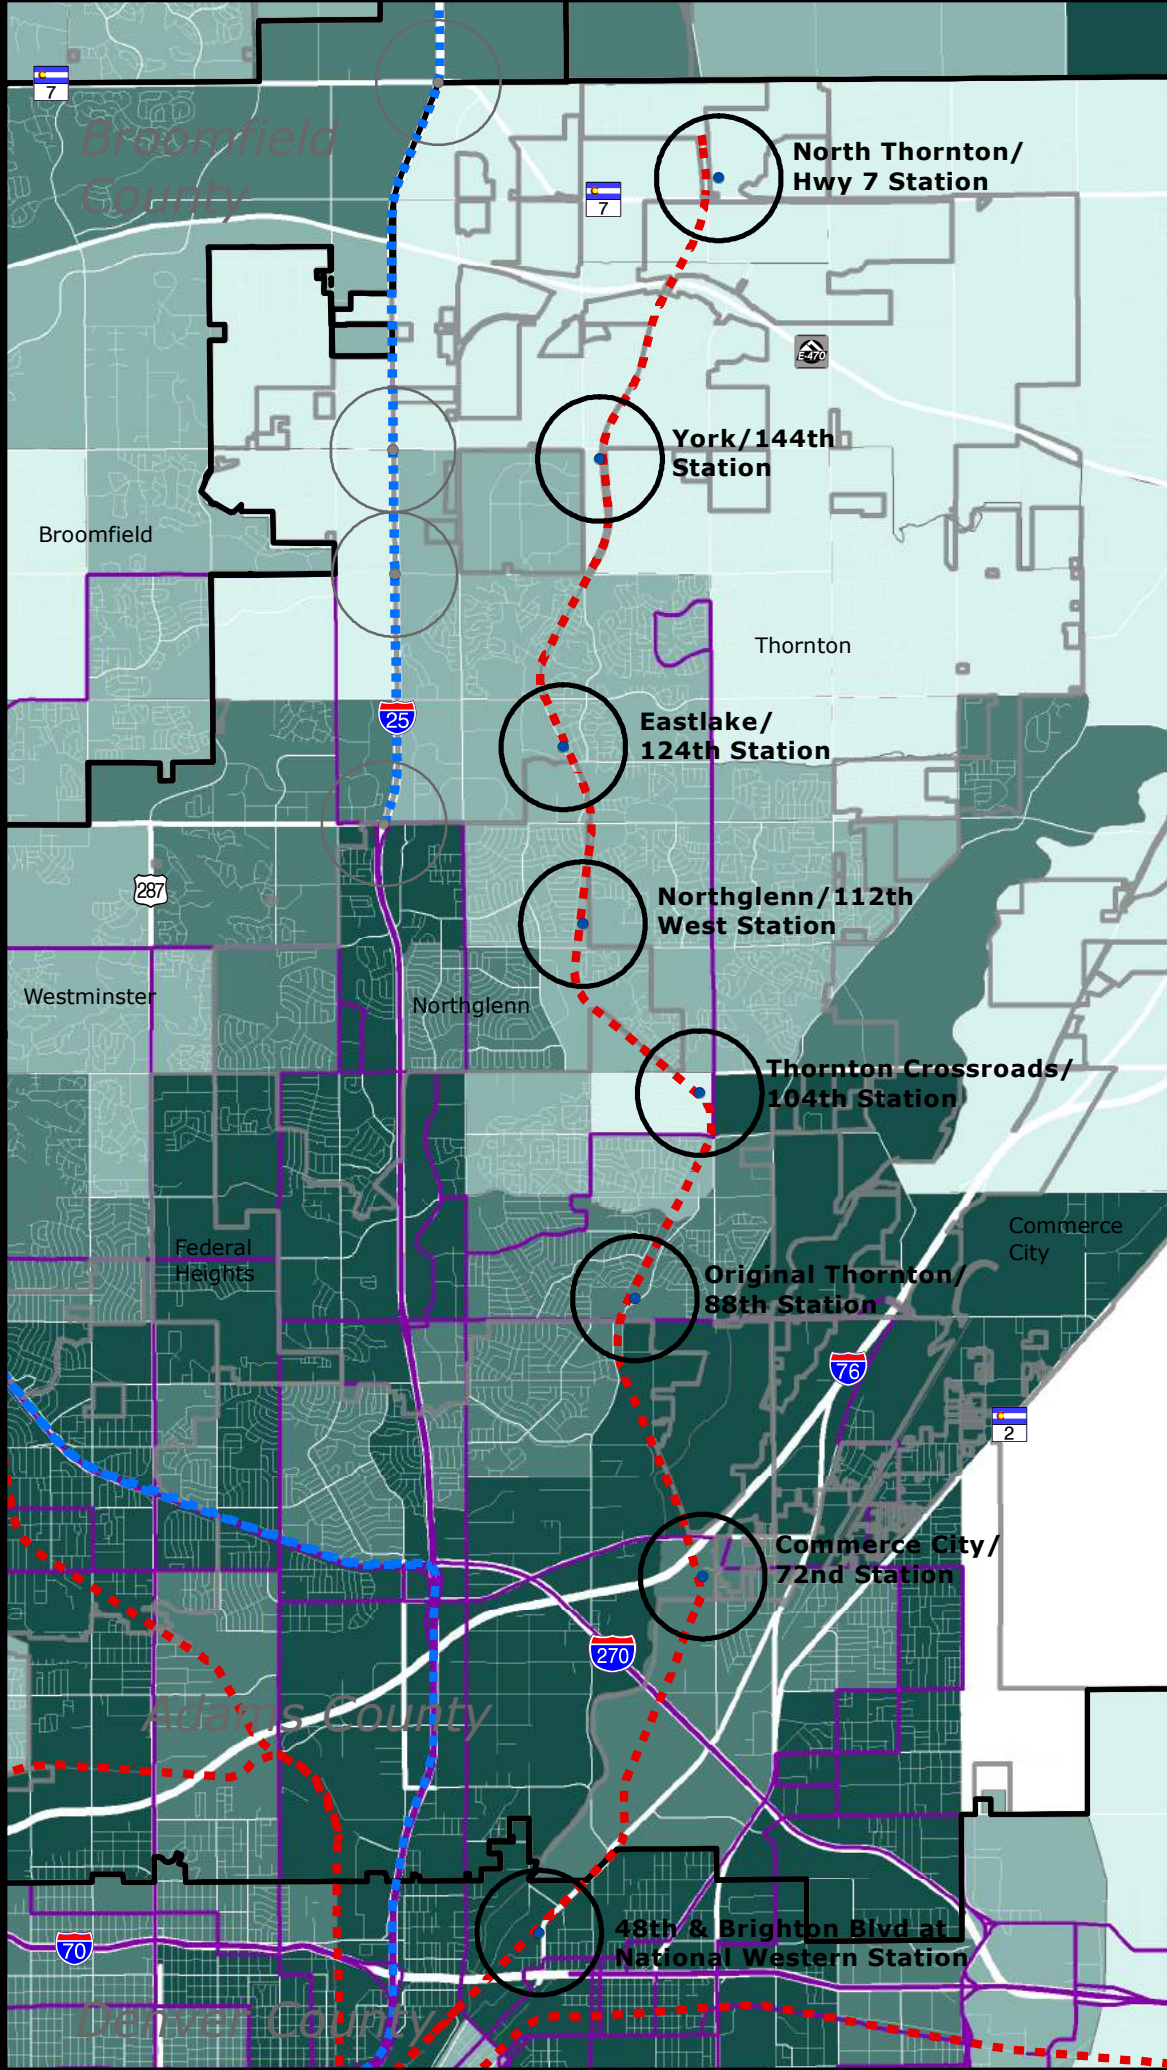 7
Broomfield
County
North Thornton/
Hwy 7 Station
7
E-470
York/144th
Station
Broomfield
Thornton
25
Eastlake/
124th Station
287
Northglenn/112th
West Station
Westminster
Northglenn
Thornton Crossroads/
104th Station
Commerce
City
Federal
Heights
Original Thornton/
88th Station
76
2
Commerce City/
72nd Station
270
Adams County
48th & Brighton Blvd at
National Western Station
70
Denver County